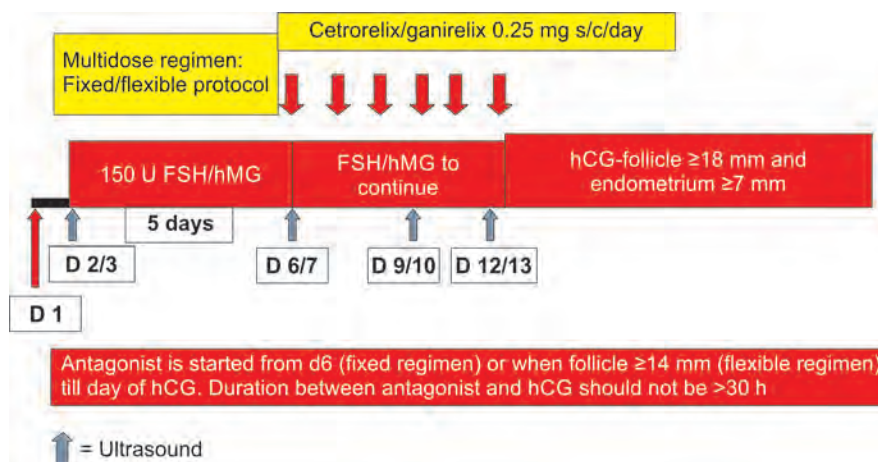 Cetrorelix/ganirelix 0.25 mg s/c/day
Multidose regimen:
Fixed/flexible protocol
150 U FSH/hMG
FSH/hMG to
continue
hCG-follicle ≥18 mm and
endometrium ≥7 mm
5 days
D 2/3
D 6/7
D 9/10
D 12/13
D 1
Antagonist is started from d6 (fixed regimen) or when follicle ≥14 mm (flexible regimen)
till day of hCG. Duration between antagonist and hCG should not be >30 h
= Ultrasound